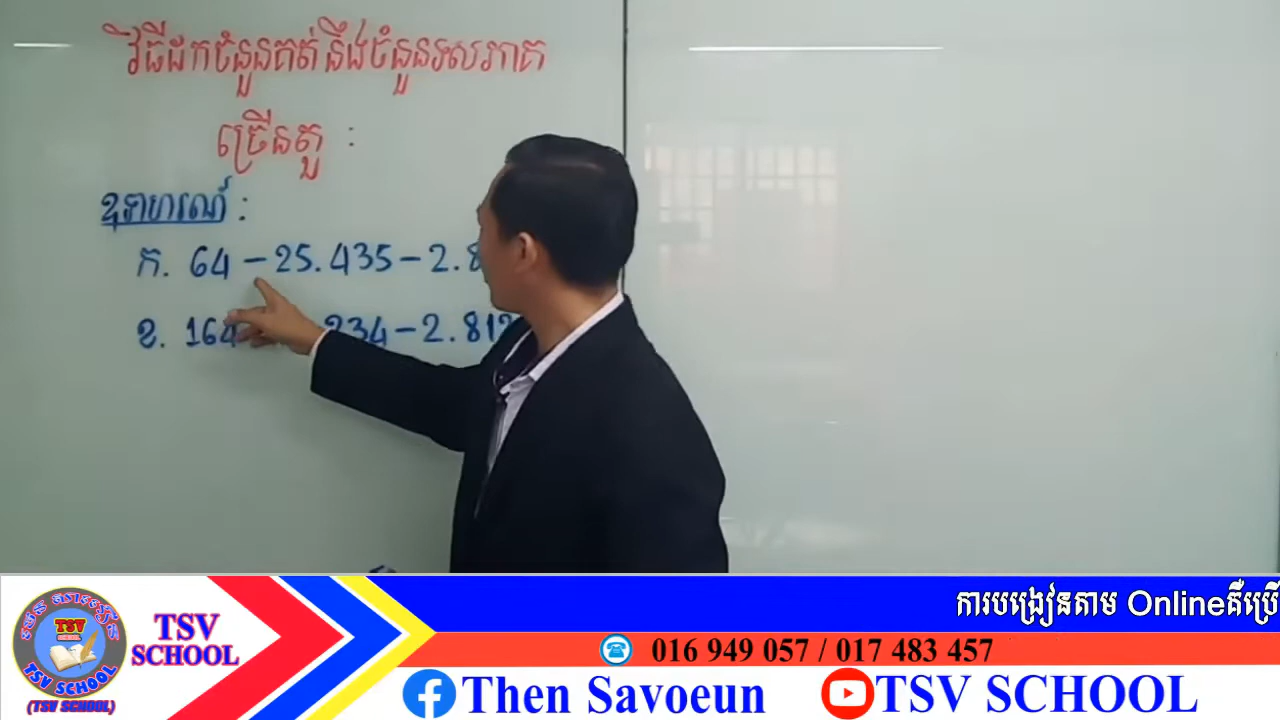 វិធីដកចំនួនគត់នឹងចំនួនទសភាគ
ច្រើនតួ :
ឧទាហរណ៍ :
ក. 64 - 25.435 - 2.8
ខ. 164 234 - 2.812
ការបង្រៀនតាម Onlineគឺប្រើ
TSV
SCHOOL
016 949 057 / 017 483 457
Then Savoeun
TSV SCHOOL
TSV
SCHOOL
TSV SCHOOL
(TSV SCHOOL)